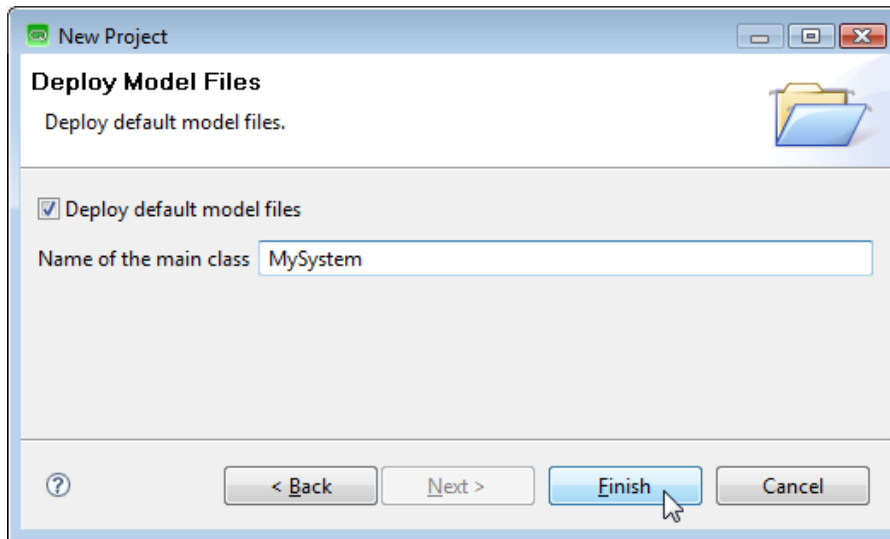 New Project
Deploy Model Files
Deploy default model files.
Deploy default model files
Name of the main class MySystem
? < Back Next > Finish Cancel